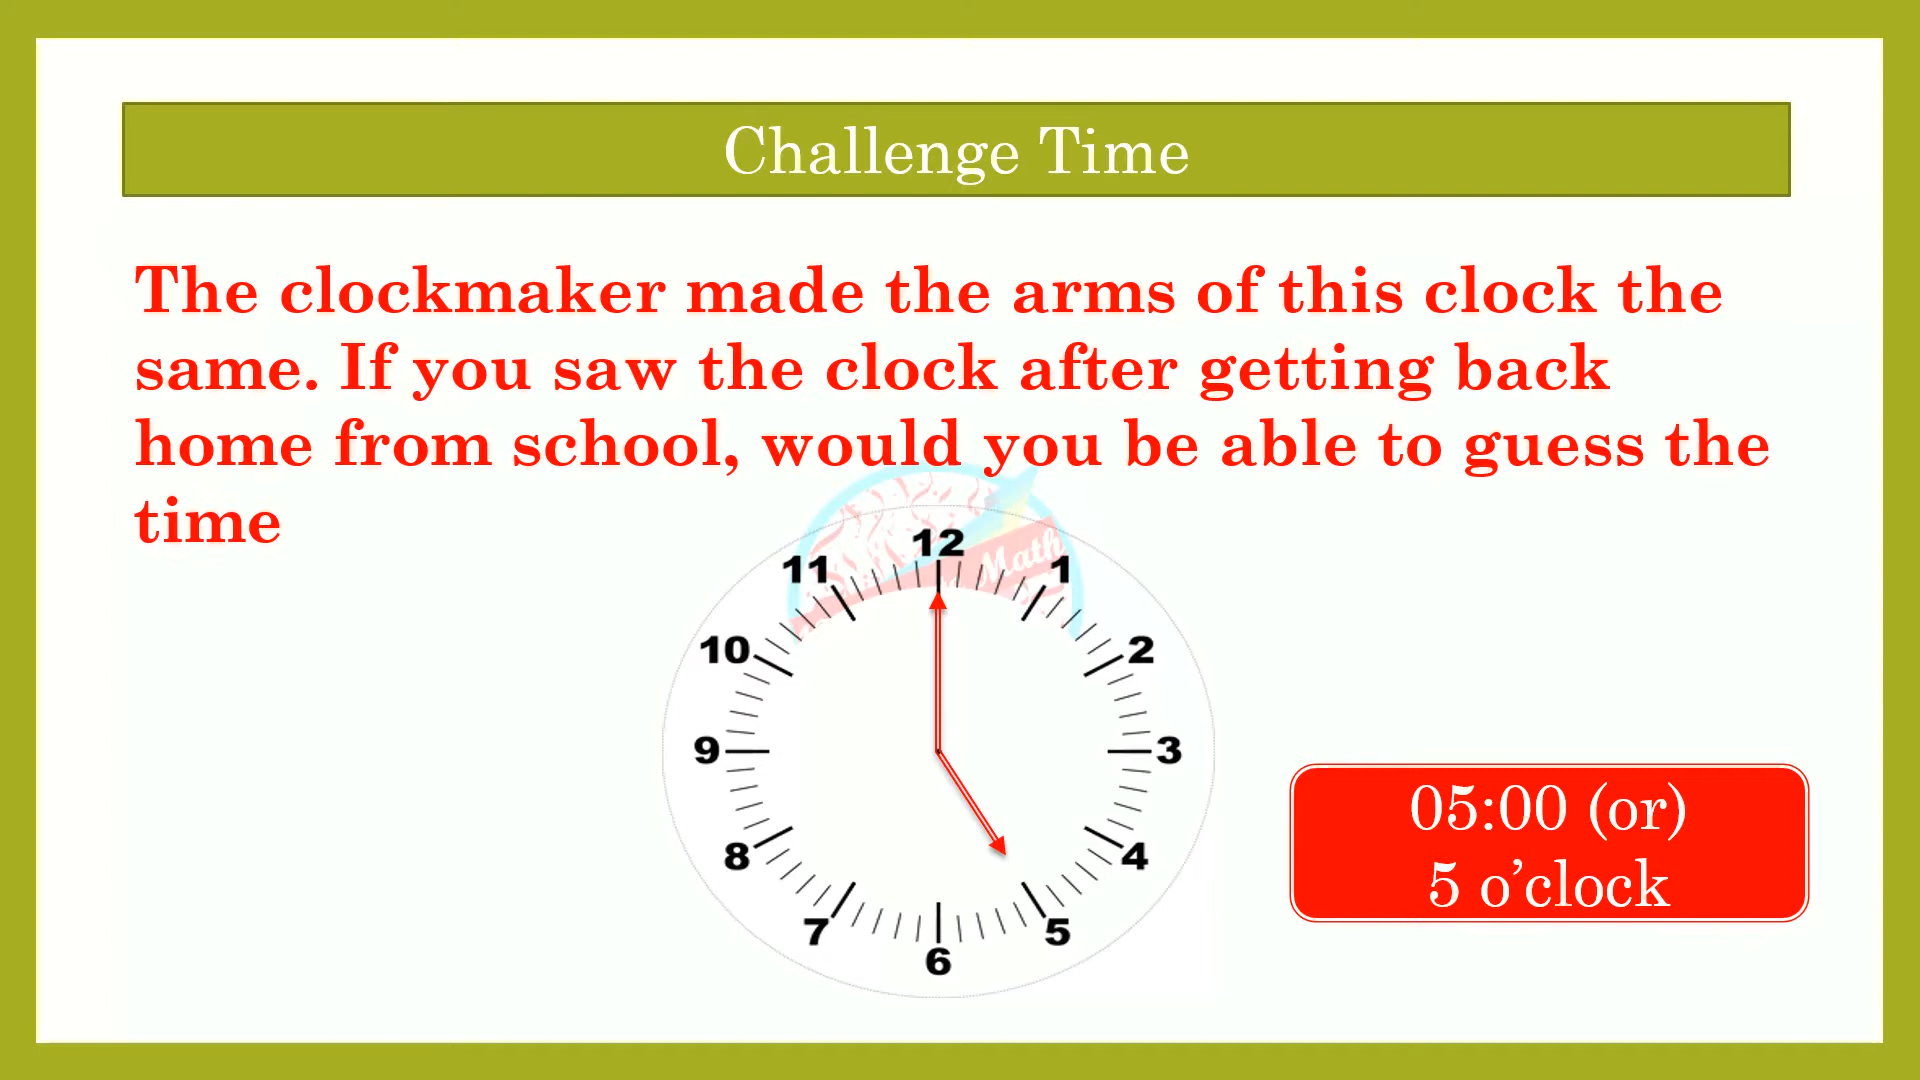 Challenge Time
The clockmaker made the arms of this clock the
same. If you saw the clock after getting back
home from school, would you be able to guess the
time
12
11
1
Math
10
2
9
3
8
4
7
5
6
05:00 (or)
5 o’clock